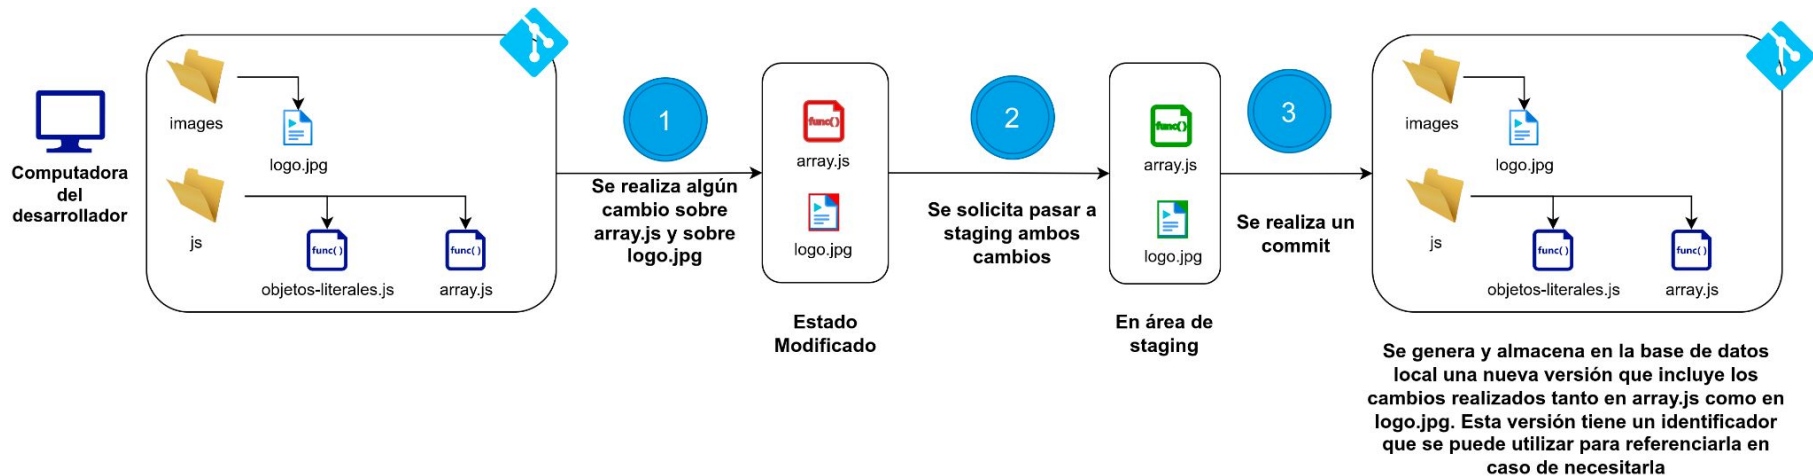 Computadora
del
desarrollador
images
logo.jpg
js
func()
objetos-literales.js
func()
array.js
1
Se realiza algún
cambio sobre
array.js y sobre
logo.jpg
func()
array.js
logo.jpg
Estado
Modificado
2
Se solicita pasar a
staging ambos
cambios
func()
array.js
logo.jpg
En área de
staging
3
Se realiza un
commit
images
logo.jpg
js
func()
objetos-literales.js
func()
array.js
Se genera y almacena en la base de datos
local una nueva versión que incluye los
cambios realizados tanto en array.js como en
logo.jpg. Esta versión tiene un identificador
que se puede utilizar para referenciarla en
caso de necesitarla